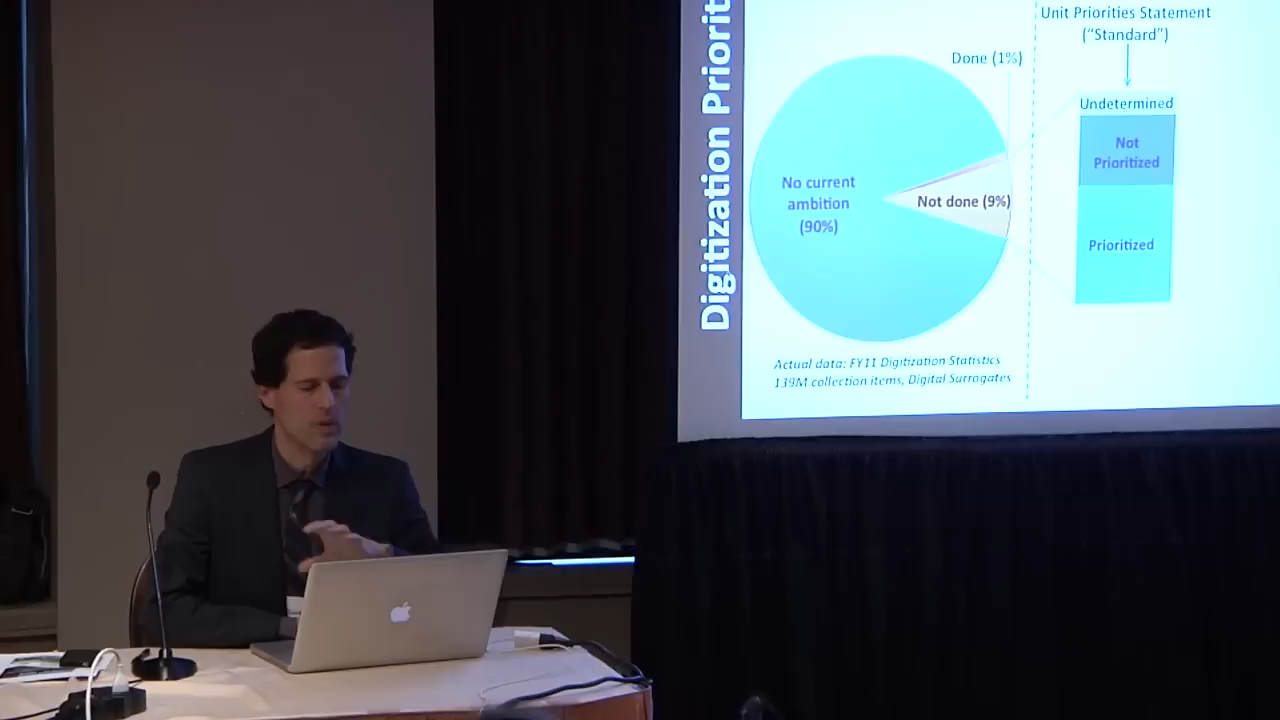 Digitization Priorit
Unit Priorities Statement
("Standard")
Done (1%)
Undetermined
Not
Prioritized
No current
ambition
(90%)
Not done (9%)
Prioritized
Actual data: FY11 Digitization Statistics
139M collection items, Digital Surrogates